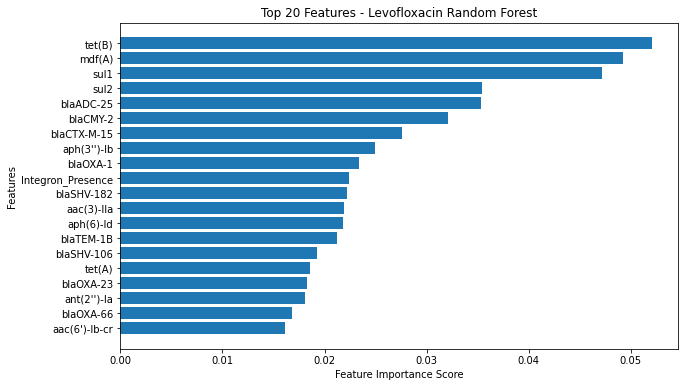 Top 20 Features - Levofloxacin Random Forest
Features
tet(B)
mdf(A)
sul1
sul2
blaADC-25
blaCMY-2
blaCTX-M-15
aph(3'')-Ib
blaOXA-1
Integron_Presence
blaSHV-182
aac(3)-IIa
aph(6)-Id
blaTEM-1B
blaSHV-106
tet(A)
blaOXA-23
ant(2'')-Ia
blaOXA-66
aac(6')-Ib-cr
0.00 0.01 0.02 0.03 0.04 0.05
Feature Importance Score